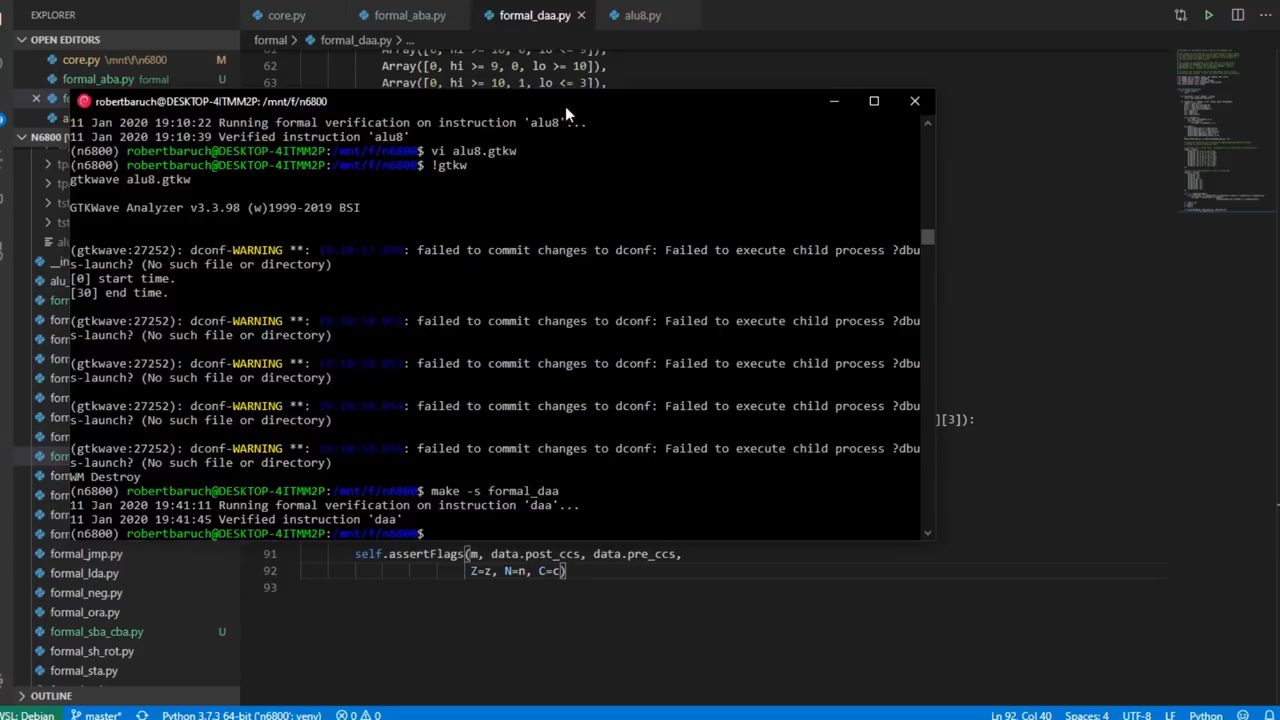 EXPLORER
core.py
formal_aba.py
formal_daa.py
alu8.py
OPEN EDITORS
formal > formal_daa.py > ...
core.py \mnt\f\n6800 M
formal_aba.py formal U
62 Array([0, hi >= 10, 0, lo <= 9]),
63 Array([0, hi >= 9, 0, lo >= 10]),
Array([0, hi >= 10, 1, lo <= 3]),
N6800
robertbaruch@DESKTOP-4ITMM2P: /mnt/f/n6800
11 Jan 2020 19:10:22 Running formal verification on instruction 'alu8'...
11 Jan 2020 19:10:39 Verified instruction 'alu8'
(n6800) robertbaruch@DESKTOP-4ITMM2P:/mnt/f/n6800$ vi alu8.gtkw
(n6800) robertbaruch@DESKTOP-4ITMM2P:/mnt/f/n6800$ !gtkw
gtkwave alu8.gtkw
GTKWave Analyzer v3.3.98 (w)1999-2019 BSI
(gtkwave:27252): dconf-WARNING **: : failed to commit changes to dconf: Failed to execute child process ?dbu
s-launch? (No such file or directory)
[0] start time.
[30] end time.
(gtkwave:27252): dconf-WARNING **: : failed to commit changes to dconf: Failed to execute child process ?dbu
s-launch? (No such file or directory)
(gtkwave:27252): dconf-WARNING **: : failed to commit changes to dconf: Failed to execute child process ?dbu
s-launch? (No such file or directory)
(gtkwave:27252): dconf-WARNING **: : failed to commit changes to dconf: Failed to execute child process ?dbu
s-launch? (No such file or directory)
(gtkwave:27252): dconf-WARNING **: : failed to commit changes to dconf: Failed to execute child process ?dbu
s-launch? (No such file or directory)
WM Destroy
(n6800) robertbaruch@DESKTOP-4ITMM2P:/mnt/f/n6800$ make -s formal_daa
11 Jan 2020 19:41:11 Running formal verification on instruction 'daa'...
11 Jan 2020 19:41:45 Verified instruction 'daa'
(n6800) robertbaruch@DESKTOP-4ITMM2P:/mnt/f/n6800$
][3]):
91 self.assertFlags(m, data.post_ccs, data.pre_ccs,
92 Z=z, N=n, C=c)
93
formal_jmp.py
formal_lda.py
formal_neg.py
formal_ora.py
formal_sba_cba.py U
formal_sh_rot.py
formal_sta.py
OUTLINE
WSL: Debian master* Python 3.7.3 64-bit ('n6800': venv) 0 0 Ln 92, Col 40 Spaces: 4 UTF-8 LF Python